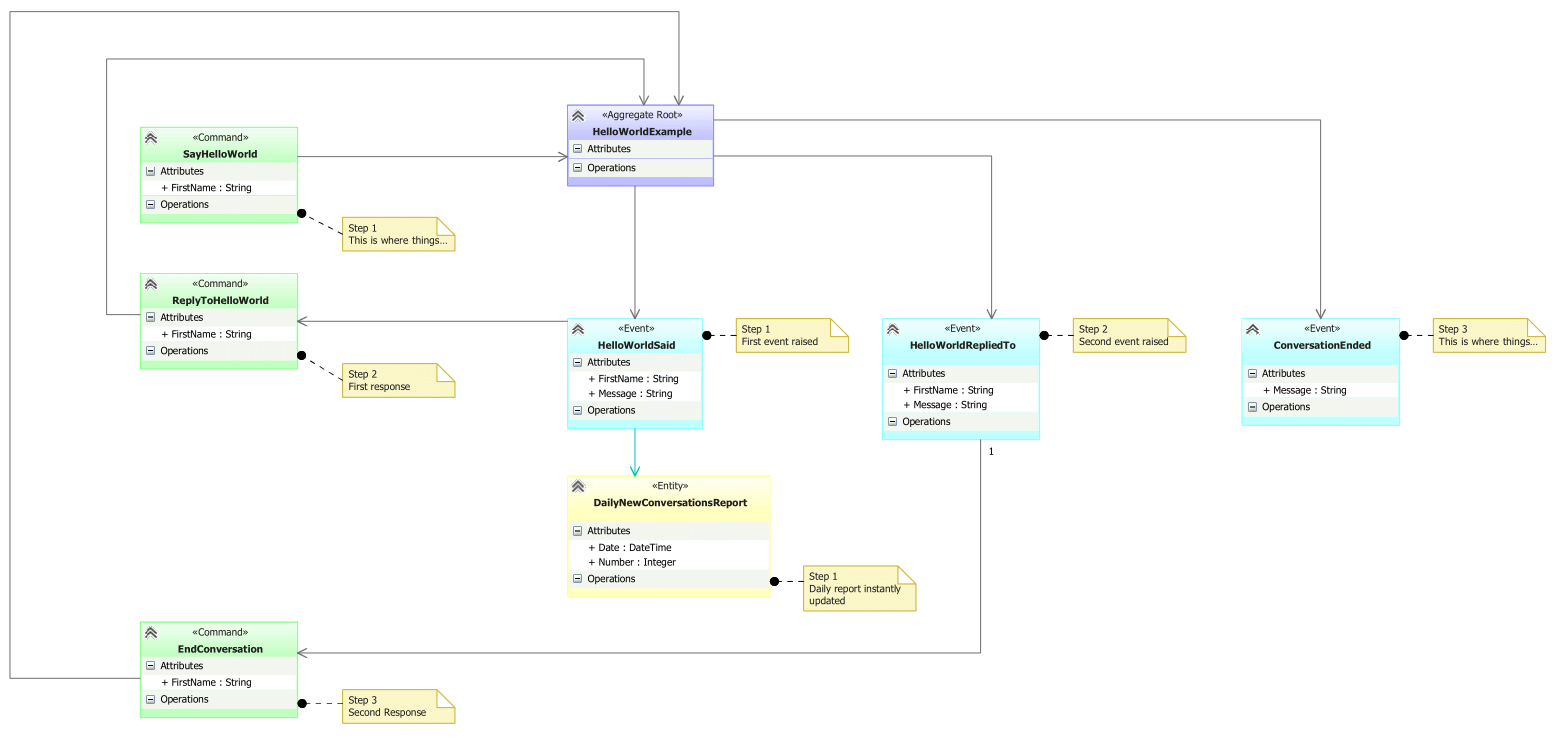 «Aggregate Root»
HelloWorldExample
Attributes
Operations
«Command»
SayHelloWorld
Attributes
+ FirstName : String
Operations
Step 1
This is where things...
«Command»
ReplyToHelloWorld
Attributes
+ FirstName : String
Operations
Step 2
First response
«Event»
HelloWorldSaid
Attributes
+ FirstName : String
+ Message : String
Operations
Step 1
First event raised
«Event»
HelloWorldRepliedTo
Attributes
+ FirstName : String
+ Message : String
Operations
1
Step 2
Second event raised
«Event»
ConversationEnded
Attributes
+ Message : String
Operations
Step 3
This is where things...
«Entity»
DailyNewConversationsReport
Attributes
+ Date : DateTime
+ Number : Integer
Operations
Step 1
Daily report instantly
updated
«Command»
EndConversation
Attributes
+ FirstName : String
Operations
Step 3
Second Response